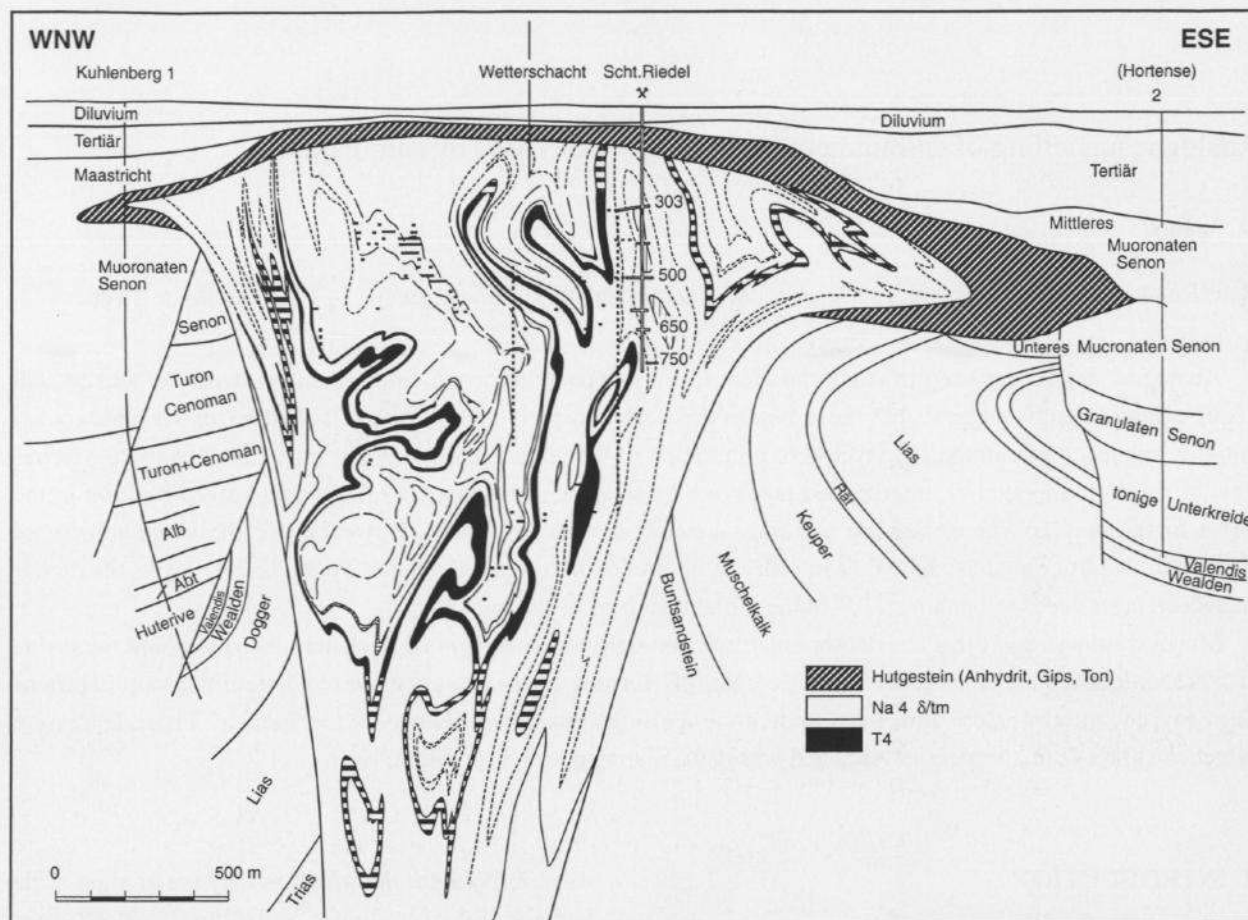 WNW
ESE
Kuhlenberg 1
Wetterschacht
Scht.Riedel
(Hortense)
2
Diluvium
Diluvium
Tertiär
Tertiär
Maastricht
303
Mittleres
Muoronaten
Senon
Muoronaten
Senon
500
Senon
650
750
Unteres Mucronaten Senon
Turon
Cenoman
Granulaten Senon
Turon+Cenoman
Lias
Rät
tonige Unterkreide
Alb
Keuper
Abt
Valendis
Wealden
Huterive
Valendis
Wealden
Dogger
Muschelkalk
Buntsandstein
Hutgestein (Anhydrit, Gips, Ton)
Na 4 δ/tm
T4
Lias
Trias
0 500 m